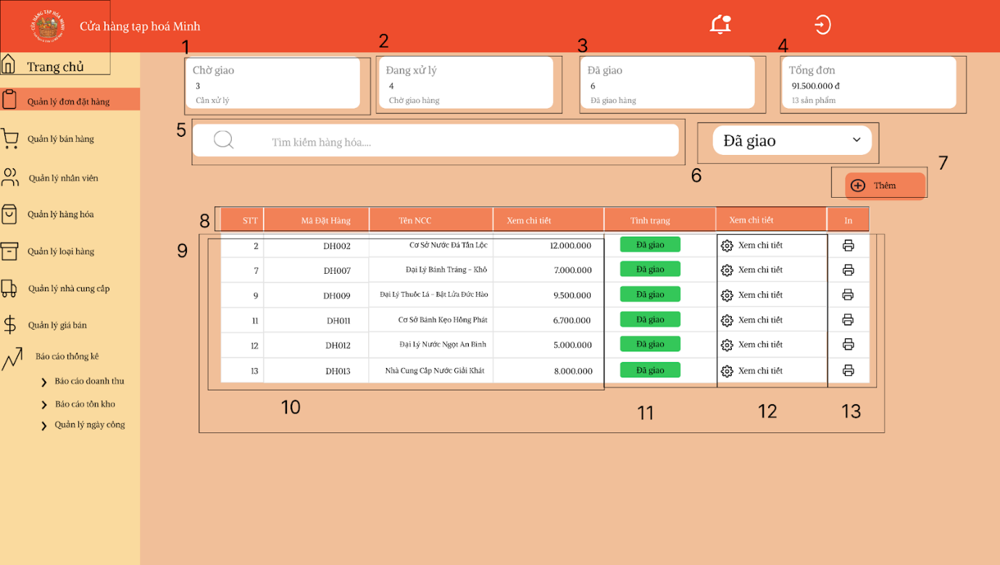 CỬA HÀNG TẠP HÓA MINH
Cửa hàng tạp hoá Minh
Trang chủ
Quản lý đơn đặt hàng
Quản lý bán hàng
Quản lý nhân viên
Quản lý hàng hóa
Quản lý loại hàng
Quản lý nhà cung cấp
Quản lý giá bán
Báo cáo thống kê
Báo cáo doanh thu
Báo cáo tồn kho
Quản lý ngày công
1
Chờ giao
3
Cần xử lý
2
Đang xử lý
4
Chờ giao hàng
3
Đã giao
6
Đã giao hàng
4
Tổng đơn
91.500.000 đ
13 sản phẩm
5
Tìm kiếm hàng hóa....
6
Đã giao
7
Thêm
8
STT Mã Đặt Hàng Tên NCC Xem chi tiết Tình trạng Xem chi tiết In
9
2 DH002 Cơ Sở Nước Đá Tấn Lộc 12.000.000 Đã giao Xem chi tiết
7 DH007 Đại Lý Bánh Tráng – Khô 7.000.000 Đã giao Xem chi tiết
9 DH009 Đại Lý Thuốc Lá – Bật Lửa Đức Hào 9.500.000 Đã giao Xem chi tiết
11 DH011 Cơ Sở Bánh Kẹo Hồng Phát 6.700.000 Đã giao Xem chi tiết
12 DH012 Đại Lý Nước Ngọt An Bình 5.000.000 Đã giao Xem chi tiết
13 DH013 Nhà Cung Cấp Nước Giải Khát 8.000.000 Đã giao Xem chi tiết
10 11 12 13